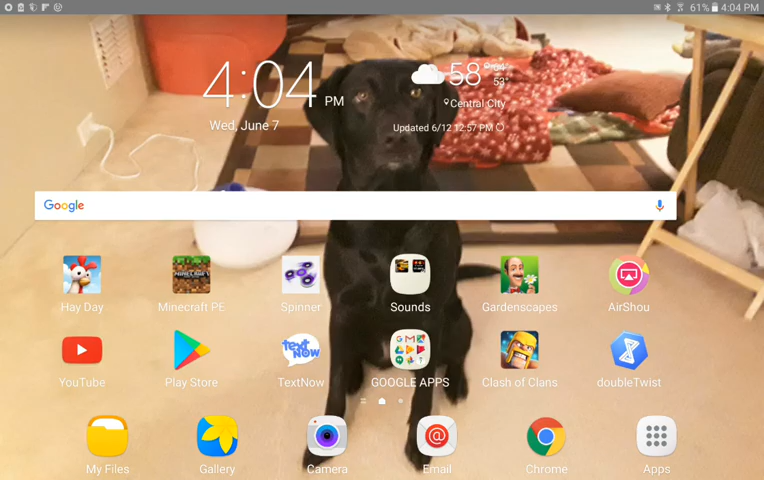 61% 4:04 PM
4:04 PM
Wed, June 7
58°
53°
Central City
Updated 6/12 12:57 PM
Google
Hay Day
Minecraft PE
Spinner
Sounds
Gardenscapes
AirShou
YouTube
Play Store
text NOW
TextNow
GOOGLE APPS
Clash of Clans
doubleTwist
My Files
Gallery
Camera
Email
Chrome
Apps